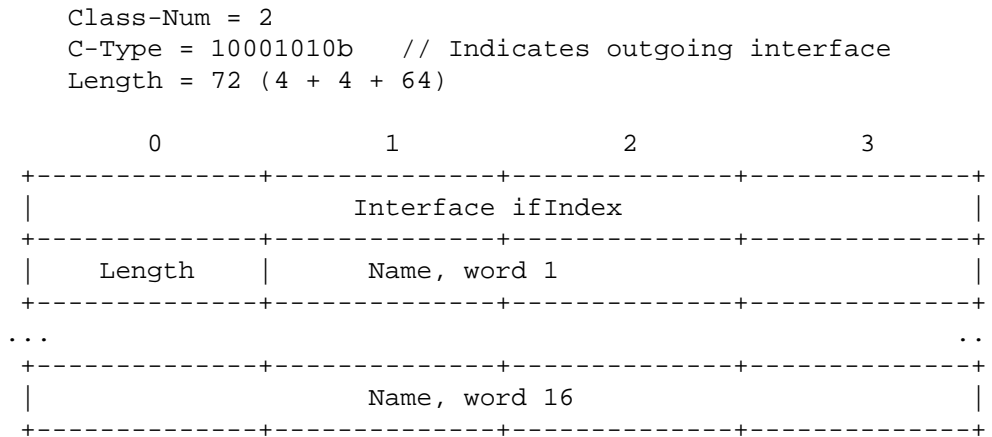 Class-Num = 2
C-Type = 10001010b   // Indicates outgoing interface
Length = 72 (4 + 4 + 64)
0              1              2              3
+--------------+--------------+--------------+--------------+
|                     Interface ifIndex                     |
+--------------+--------------+--------------+--------------+
|    Length    |      Name, word 1                          |
+--------------+--------------+--------------+--------------+
...                                                         ..
+--------------+--------------+--------------+--------------+
|                     Name, word 16                         |
+--------------+--------------+--------------+--------------+